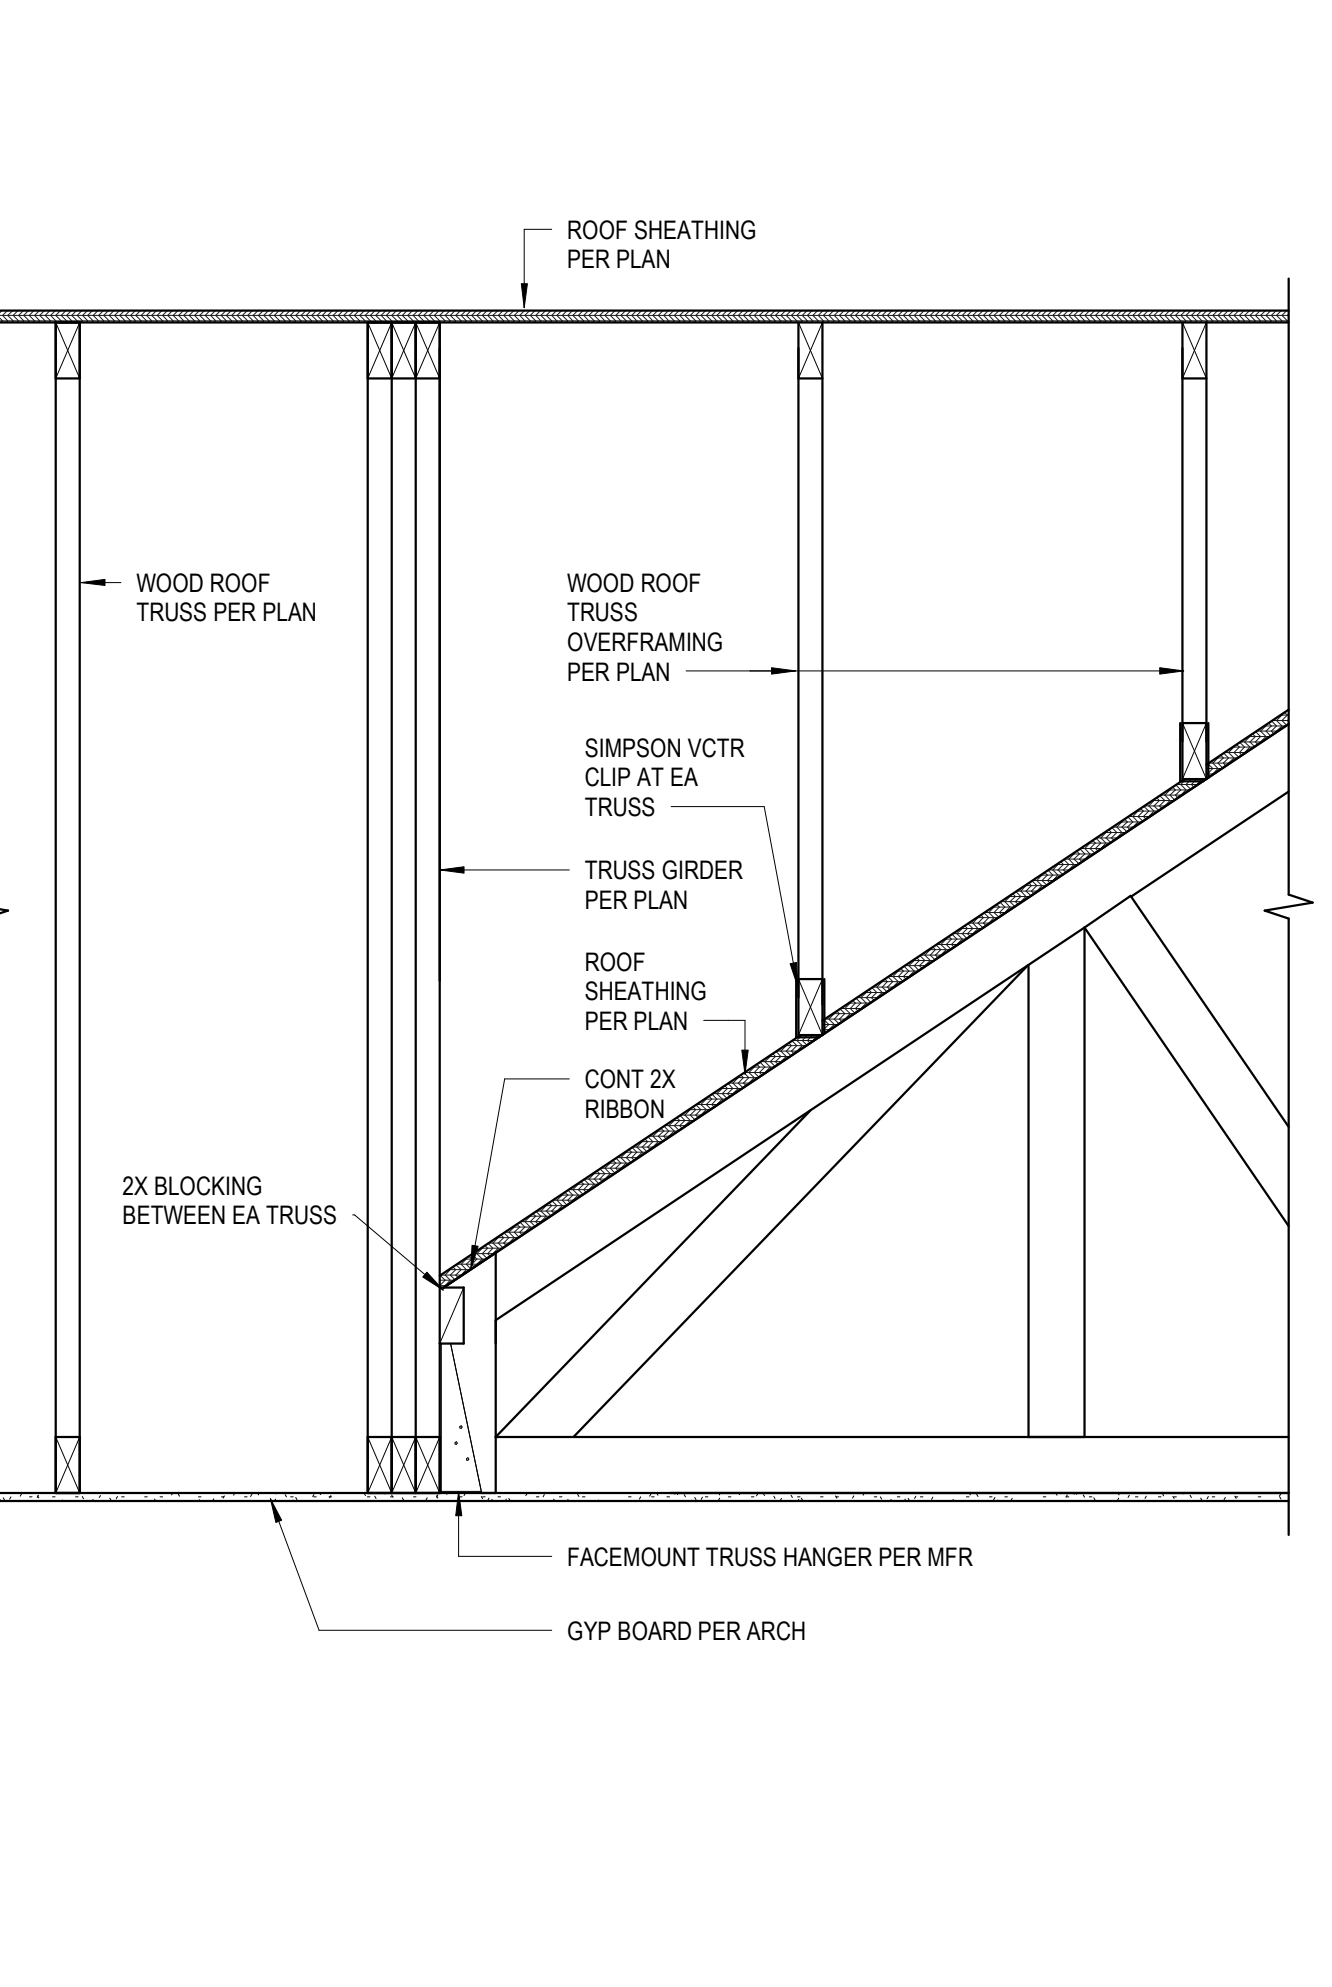 ROOF SHEATHING
PER PLAN
WOOD ROOF
TRUSS PER PLAN
WOOD ROOF
TRUSS
OVERFRAMING
PER PLAN
SIMPSON VCTR
CLIP AT EA
TRUSS
TRUSS GIRDER
PER PLAN
ROOF
SHEATHING
PER PLAN
CONT 2X
RIBBON
2X BLOCKING
BETWEEN EA TRUSS
FACEMOUNT TRUSS HANGER PER MFR
GYP BOARD PER ARCH